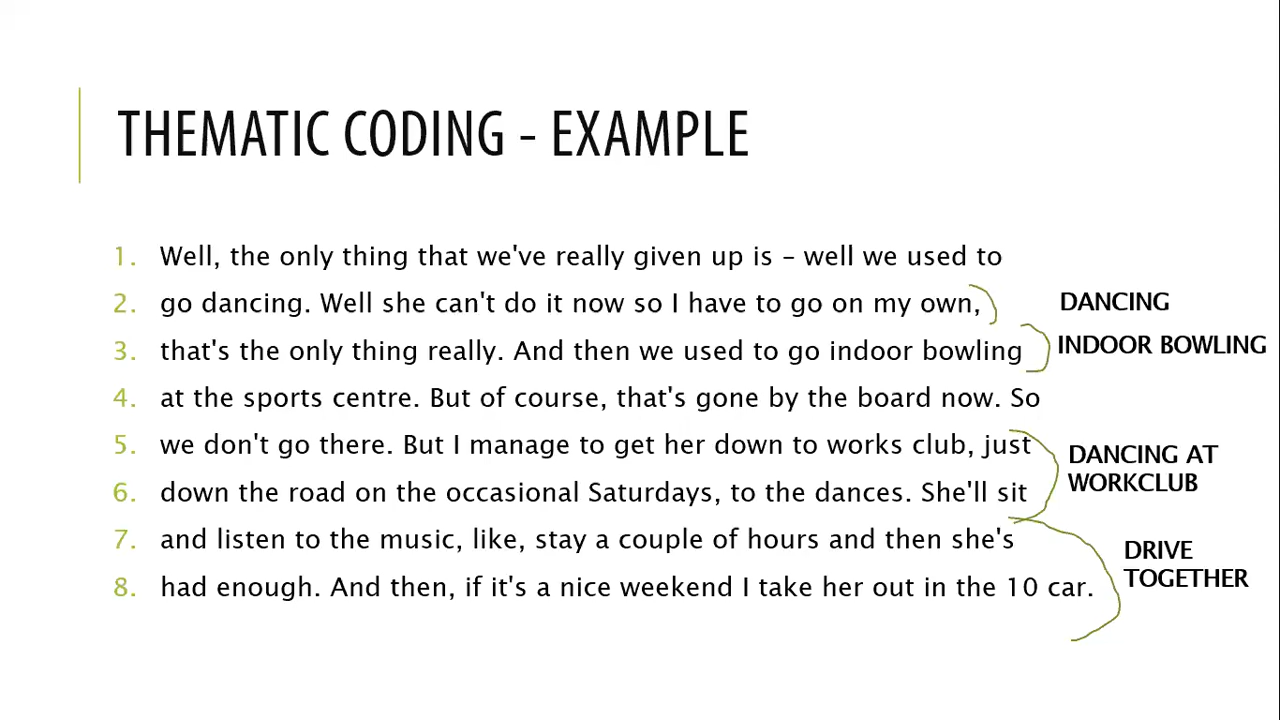 THEMATIC CODING - EXAMPLE
1. Well, the only thing that we've really given up is – well we used to
2. go dancing. Well she can't do it now so I have to go on my own,
DANCING
3. that's the only thing really. And then we used to go indoor bowling
INDOOR BOWLING
4. at the sports centre. But of course, that's gone by the board now. So
5. we don't go there. But I manage to get her down to works club, just
DANCING AT
WORKCLUB
6. down the road on the occasional Saturdays, to the dances. She'll sit
7. and listen to the music, like, stay a couple of hours and then she's
DRIVE
TOGETHER
8. had enough. And then, if it's a nice weekend I take her out in the 10 car.